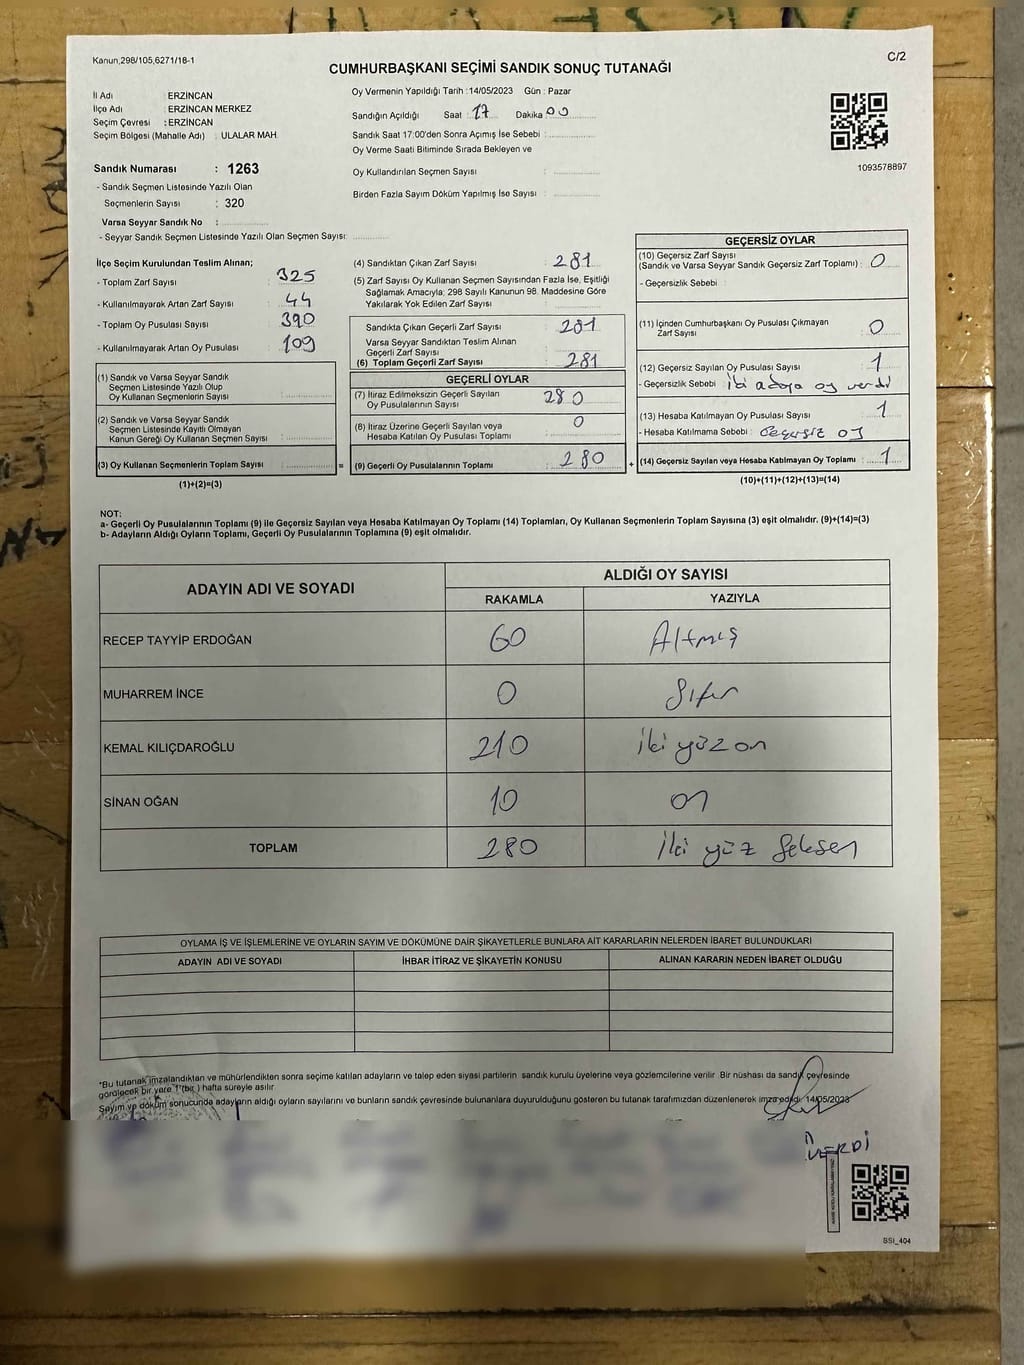 Kanun,298/105,6271/18-1
C/2
CUMHURBAŞKANI SEÇİMİ SANDIK SONUÇ TUTANAĞI
İl Adı : ERZİNCAN
İlçe Adı : ERZİNCAN MERKEZ
Seçim Çevresi : ERZİNCAN
Seçim Bölgesi (Mahalle Adı) : ULALAR MAH.
Sandık Numarası : 1263
- Sandık Seçmen Listesinde Yazılı Olan
Seçmenlerin Sayısı : 320
Varsa Seyyar Sandık No :
- Seyyar Sandık Seçmen Listesinde Yazılı Olan Seçmen Sayısı:
Oy Vermenin Yapıldığı Tarih :14/05/2023 Gün : Pazar
Sandığın Açıldığı Saat : 17 Dakika : 00
Sandık Saat 17:00'den Sonra Açımış İse Sebebi :
Oy Verme Saati Bitiminde Sırada Bekleyen ve
Oy Kullandırılan Seçmen Sayısı :
Birden Fazla Sayım Döküm Yapılmış İse Sayısı :
1093578897
İlçe Seçim Kurulundan Teslim Alınan;
- Toplam Zarf Sayısı : 325
- Kullanılmayarak Artan Zarf Sayısı : 44
- Toplam Oy Pusulası Sayısı : 390
- Kullanılmayarak Artan Oy Pusulası : 109
(1) Sandık ve Varsa Seyyar Sandık
Seçmen Listesinde Yazılı Olup
Oy Kullanan Seçmenlerin Sayısı :
(2) Sandık ve Varsa Seyyar Sandık
Seçmen Listesinde Kayıtlı Olmayan
Kanun Gereği Oy Kullanan Seçmen Sayısı :
(3) Oy Kullanan Seçmenlerin Toplam Sayısı : =
(1)+(2)=(3)
(4) Sandıktan Çıkan Zarf Sayısı : 281
(5) Zarf Sayısı Oy Kullanan Seçmen Sayısından Fazla İse, Eşitliği
Sağlamak Amacıyla; 298 Sayılı Kanunun 98. Maddesine Göre
Yakılarak Yok Edilen Zarf Sayısı :
Sandıkta Çıkan Geçerli Zarf Sayısı : 281
Varsa Seyyar Sandıktan Teslim Alınan
Geçerli Zarf Sayısı :
(6) Toplam Geçerli Zarf Sayısı : 281
GEÇERLİ OYLAR
(7) İtiraz Edilmeksizin Geçerli Sayılan
Oy Pusulalarının Sayısı : 280
(8) İtiraz Üzerine Geçerli Sayılan veya
Hesaba Katılan Oy Pusulası Toplamı : 0
(9) Geçerli Oy Pusulalarının Toplamı : 280 +
GEÇERSİZ OYLAR
(10) Geçersiz Zarf Sayısı
(Sandık ve Varsa Seyyar Sandık Geçersiz Zarf Toplamı) : 0
- Geçersizlik Sebebi :
(11) İçinden Cumhurbaşkanı Oy Pusulası Çıkmayan
Zarf Sayısı : 0
(12) Geçersiz Sayılan Oy Pusulası Sayısı : 1
- Geçersizlik Sebebi : iki adaya oy verdi
(13) Hesaba Katılmayan Oy Pusulası Sayısı : 1
- Hesaba Katılmama Sebebi : Geçersiz oy
(14) Geçersiz Sayılan veya Hesaba Katılmayan Oy Toplamı : 1
(10)+(11)+(12)+(13)=(14)
NOT:
a- Geçerli Oy Pusulalarının Toplamı (9) ile Geçersiz Sayılan veya Hesaba Katılmayan Oy Toplamı (14) Toplamları, Oy Kullanan Seçmenlerin Toplam Sayısına (3) eşit olmalıdır. (9)+(14)=(3)
b- Adayların Aldığı Oyların Toplamı, Geçerli Oy Pusulalarının Toplamına (9) eşit olmalıdır.
ADAYIN ADI VE SOYADI ALDIĞI OY SAYISI
RAKAMLA YAZIYLA
RECEP TAYYİP ERDOĞAN 60 Altmış
MUHARREM İNCE 0 Sıfır
KEMAL KILIÇDAROĞLU 210 iki yüz on
SİNAN OĞAN 10 on
TOPLAM 280 iki yüz seksen
OYLAMA İŞ VE İŞLEMLERİNE VE OYLARIN SAYIM VE DÖKÜMÜNE DAİR ŞİKAYETLERLE BUNLARA AİT KARARLARIN NELERDEN İBARET BULUNDUKLARI
ADAYIN ADI VE SOYADI İHBAR İTİRAZ VE ŞİKAYETİN KONUSU ALINAN KARARIN NEDEN İBARET OLDUĞU
*Bu tutanak imzalandıktan ve mühürlendikten sonra seçime katılan adayların ve talep eden siyasi partilerin sandık kurulu üyelerine veya gözlemcilerine verilir. Bir nüshası da sandık çevresinde
görülecek bir yere 1 (bir ) hafta süreyle asılır.
Sayım ve döküm sonucunda adayların aldığı oyların sayılarını ve bunların sandık çevresinde bulunanlara duyurulduğunu gösteren bu tutanak tarafımızdan düzenlenerek imza edildi. 14/05/2023
VERDİ
SSI_404